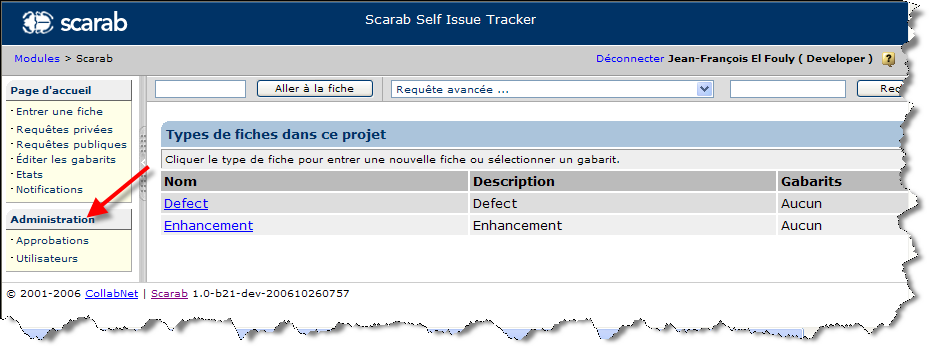 scarab
Scarab Self Issue Tracker
Modules > Scarab
Déconnecter Jean-François El Fouly ( Developer ) ?
Page d'accueil
Entrer une fiche
Requêtes privées
Requêtes publiques
Éditer les gabarits
Etats
Notifications
Administration
Approbations
Utilisateurs
Aller à la fiche
Requête avancée ...
Types de fiches dans ce projet
Cliquer le type de fiche pour entrer une nouvelle fiche ou sélectionner un gabarit.
Nom Description Gabarits
Defect Defect Aucun
Enhancement Enhancement Aucun
© 2001-2006 CollabNet | Scarab 1.0-b21-dev-200610260757